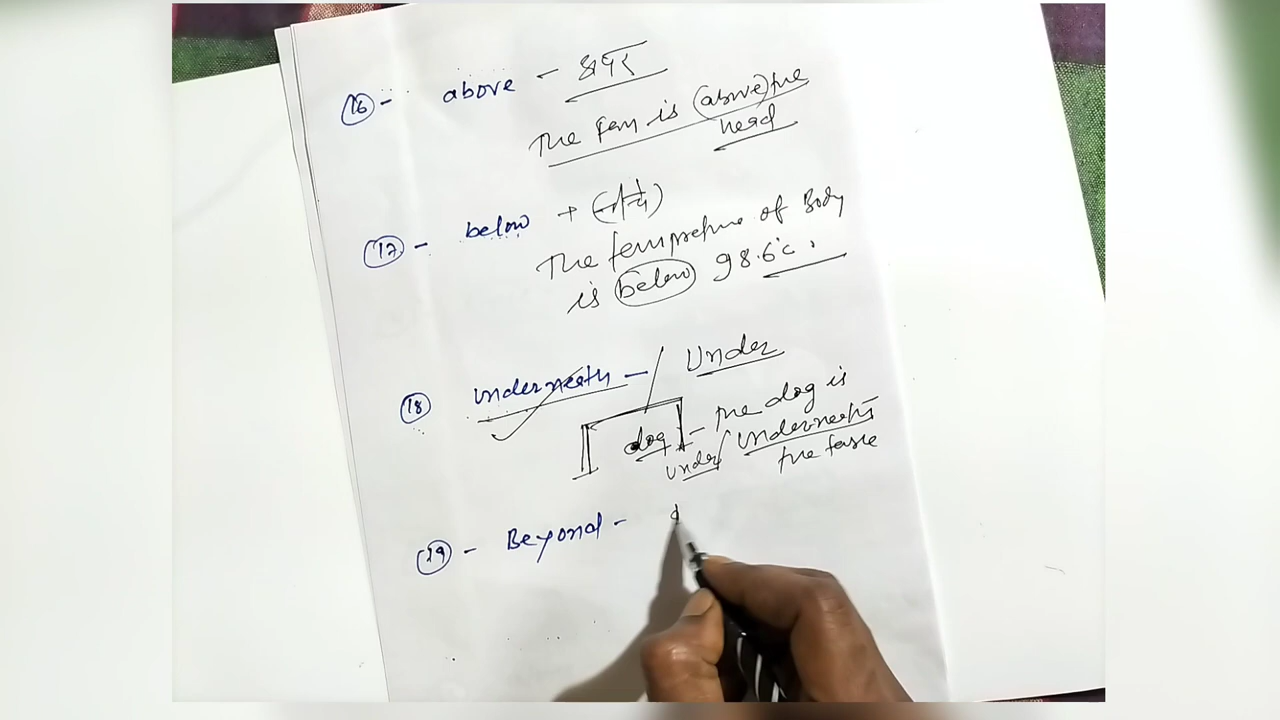 16 - above - ऊपर
The Fan is above the
head
17 - below → (नीचे)
The temprature of Body
is below 98.6°c.
18 underneath - / Under
dog - the dog is
under / underneath
the table
19 - Beyond -